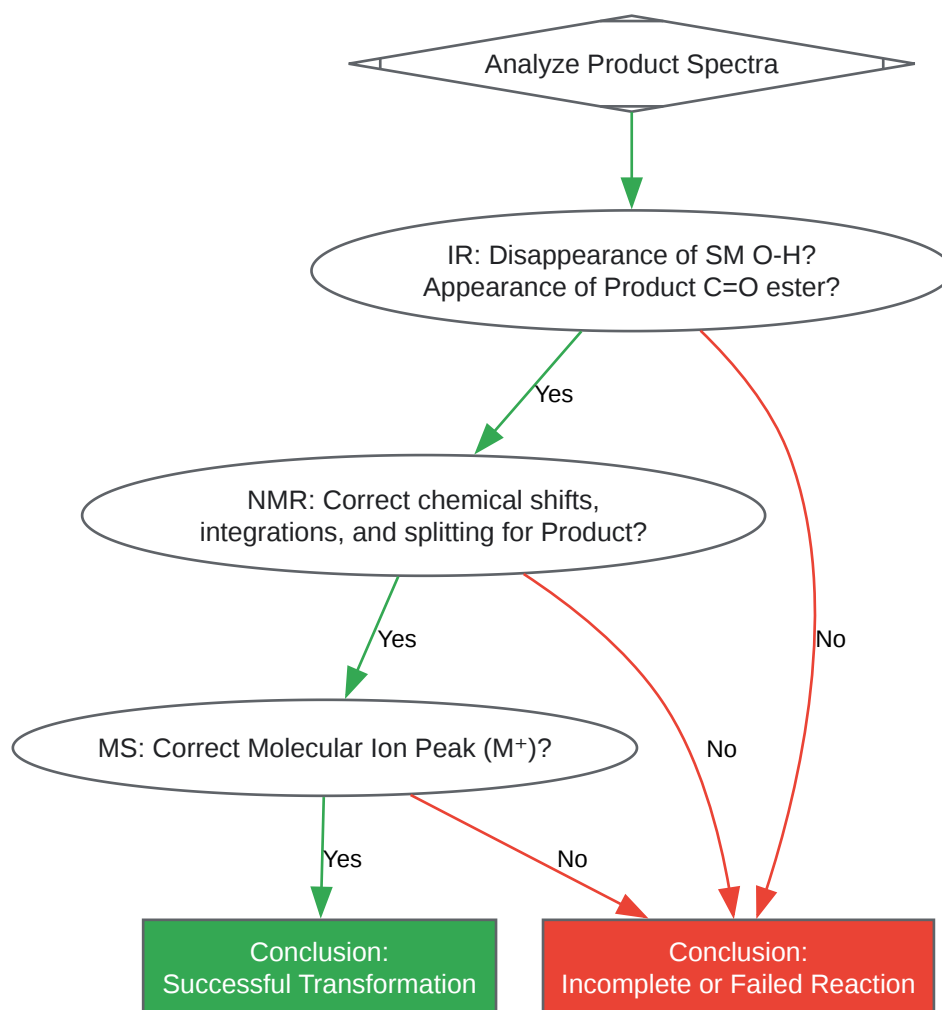 Analyze Product Spectra
IR: Disappearance of SM O-H?
Appearance of Product C=O ester?
Yes
NMR: Correct chemical shifts,
integrations, and splitting for Product?
No
Yes
MS: Correct Molecular Ion Peak (M⁺)?
No
Yes
No
Conclusion:
Successful Transformation
Conclusion:
Incomplete or Failed Reaction